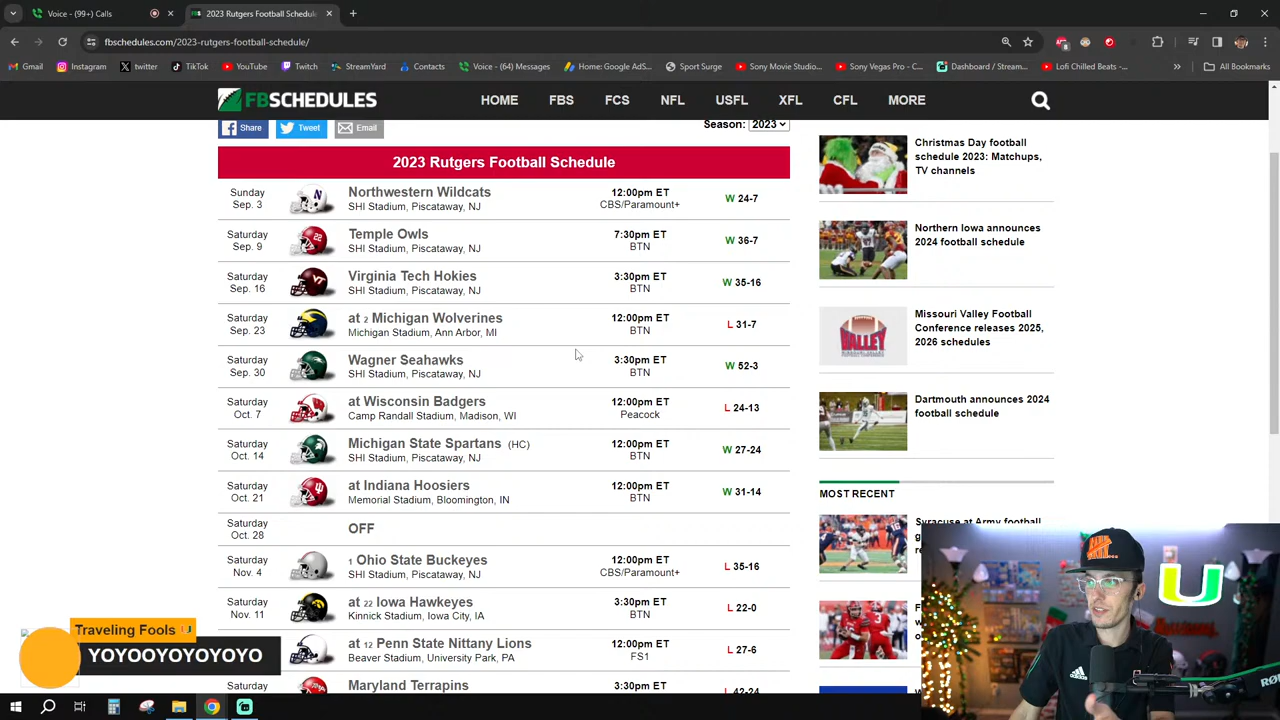 Voice - (99+) Calls
2023 Rutgers Football Schedule
fbschedules.com/2023-rutgers-football-schedule/
Gmail Instagram twitter TikTok YouTube Twitch StreamYard Contacts Voice - (64) Messages Home: Google AdS... Sport Surge Sony Movie Studio... Sony Vegas Pro - C... Dashboard / Stream... Lofi Chilled Beats -... » All Bookmarks
FBSCHEDULES HOME FBS FCS NFL USFL XFL CFL MORE
Share Tweet Email Season: 2023
2023 Rutgers Football Schedule
Sunday Northwestern Wildcats 12:00pm ET W 24-7
Sep. 3 SHI Stadium, Piscataway, NJ CBS/Paramount+
Saturday Temple Owls 7:30pm ET W 36-7
Sep. 9 SHI Stadium, Piscataway, NJ BTN
Saturday Virginia Tech Hokies 3:30pm ET W 35-16
Sep. 16 SHI Stadium, Piscataway, NJ BTN
Saturday at 2 Michigan Wolverines 12:00pm ET L 31-7
Sep. 23 Michigan Stadium, Ann Arbor, MI BTN
Saturday Wagner Seahawks 3:30pm ET W 52-3
Sep. 30 SHI Stadium, Piscataway, NJ BTN
Saturday at Wisconsin Badgers 12:00pm ET L 24-13
Oct. 7 Camp Randall Stadium, Madison, WI Peacock
Saturday Michigan State Spartans (HC) 12:00pm ET W 27-24
Oct. 14 SHI Stadium, Piscataway, NJ BTN
Saturday at Indiana Hoosiers 12:00pm ET W 31-14
Oct. 21 Memorial Stadium, Bloomington, IN BTN
Saturday OFF
Oct. 28
Saturday 1 Ohio State Buckeyes 12:00pm ET L 35-16
Nov. 4 SHI Stadium, Piscataway, NJ CBS/Paramount+
Saturday at 22 Iowa Hawkeyes 3:30pm ET L 22-0
Nov. 11 Kinnick Stadium, Iowa City, IA BTN
Saturday at 12 Penn State Nittany Lions 12:00pm ET L 27-6
Beaver Stadium, University Park, PA FS1
Maryland Terrapins 3:30pm ET L 42-24
Christmas Day football
schedule 2023: Matchups,
TV channels
Northern Iowa announces
2024 football schedule
Missouri Valley Football
Conference releases 2025,
2026 schedules
VALLEY
Dartmouth announces 2024
football schedule
MOST RECENT
Syracuse at Army football
Traveling Fools
YOYOOYOYOYOYO
U
adidas